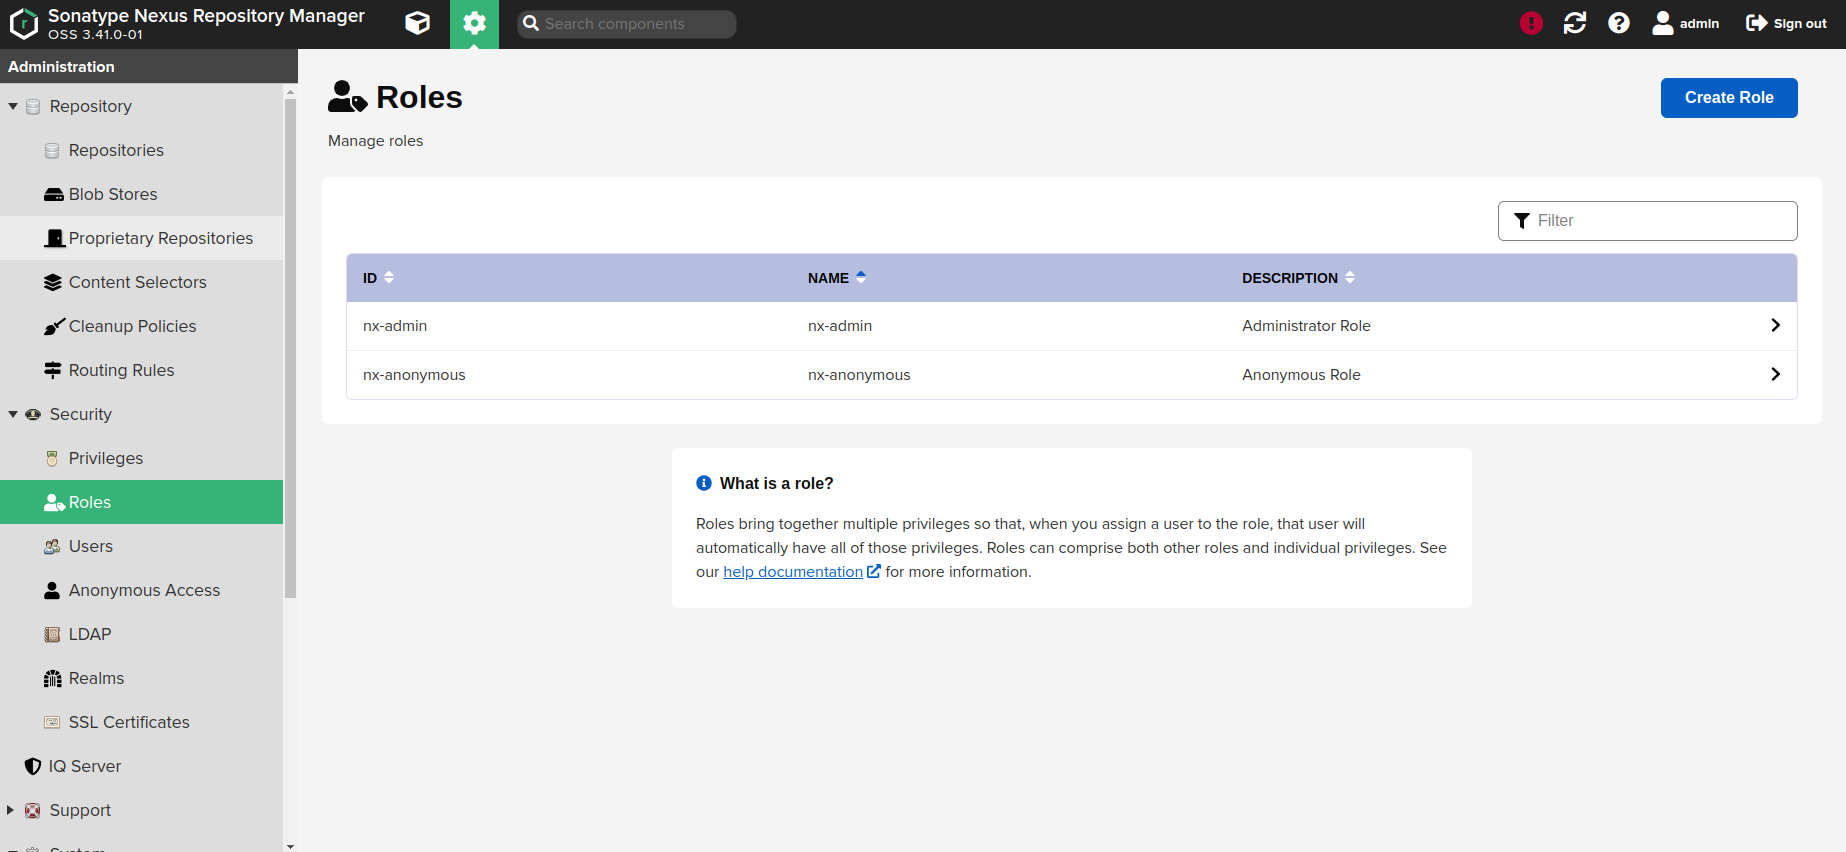 Sonatype Nexus Repository Manager
OSS 3.41.0-01
Search components
admin
Sign out
Administration
Repository
Repositories
Blob Stores
Proprietary Repositories
Content Selectors
Cleanup Policies
Routing Rules
Security
Privileges
Roles
Users
Anonymous Access
LDAP
Realms
SSL Certificates
IQ Server
Support
System
Roles
Manage roles
Create Role
Filter
ID NAME DESCRIPTION
nx-admin nx-admin Administrator Role
nx-anonymous nx-anonymous Anonymous Role
What is a role?
Roles bring together multiple privileges so that, when you assign a user to the role, that user will
automatically have all of those privileges. Roles can comprise both other roles and individual privileges. See
our help documentation for more information.